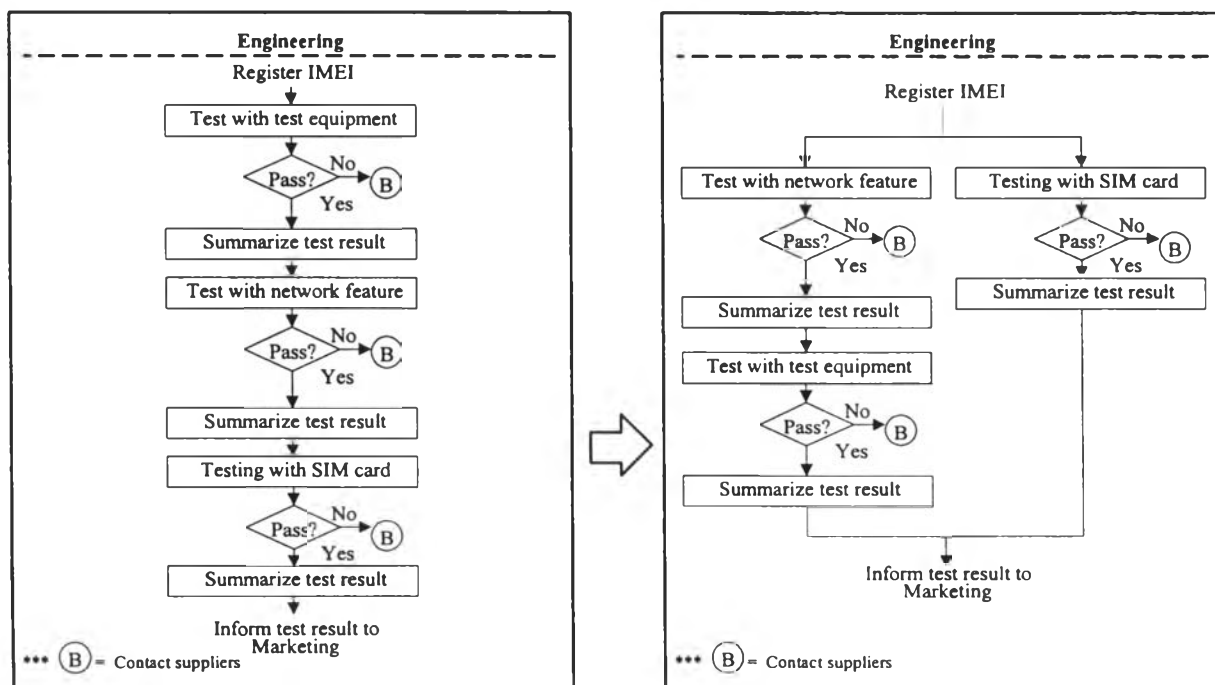 Engineering
Register IMEI
Test with test equipment
Pass?
No
B
Yes
Summarize test result
Test with network feature
Pass?
No
B
Yes
Summarize test result
Testing with SIM card
Pass?
No
B
Yes
Summarize test result
Inform test result to
Marketing
*** B = Contact suppliers
Engineering
Register IMEI
Test with network feature
Pass?
No
B
Yes
Summarize test result
Test with test equipment
Pass?
No
B
Yes
Summarize test result
Testing with SIM card
Pass?
No
B
Yes
Summarize test result
Inform test result to
Marketing
*** B = Contact suppliers